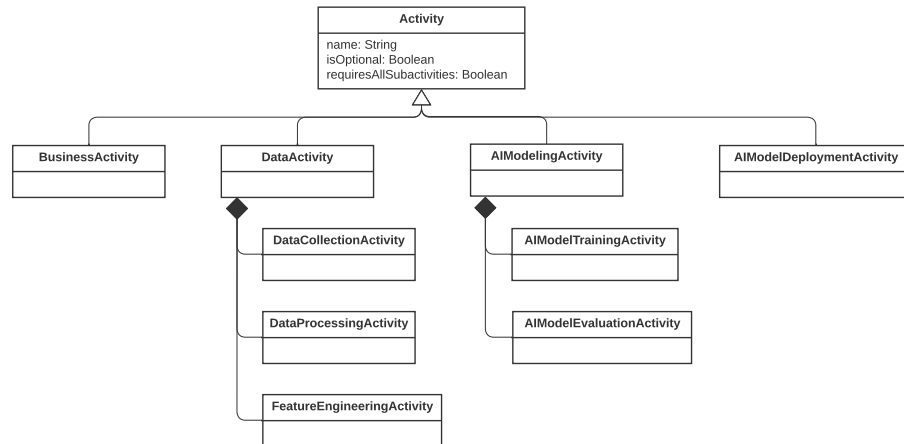 Activity
name: String
isOptional: Boolean
requiresAllSubactivities: Boolean
BusinessActivity
DataActivity
AIModelingActivity
AIModelDeploymentActivity
DataCollectionActivity
AIModelTrainingActivity
DataProcessingActivity
AIModelEvaluationActivity
FeatureEngineeringActivity